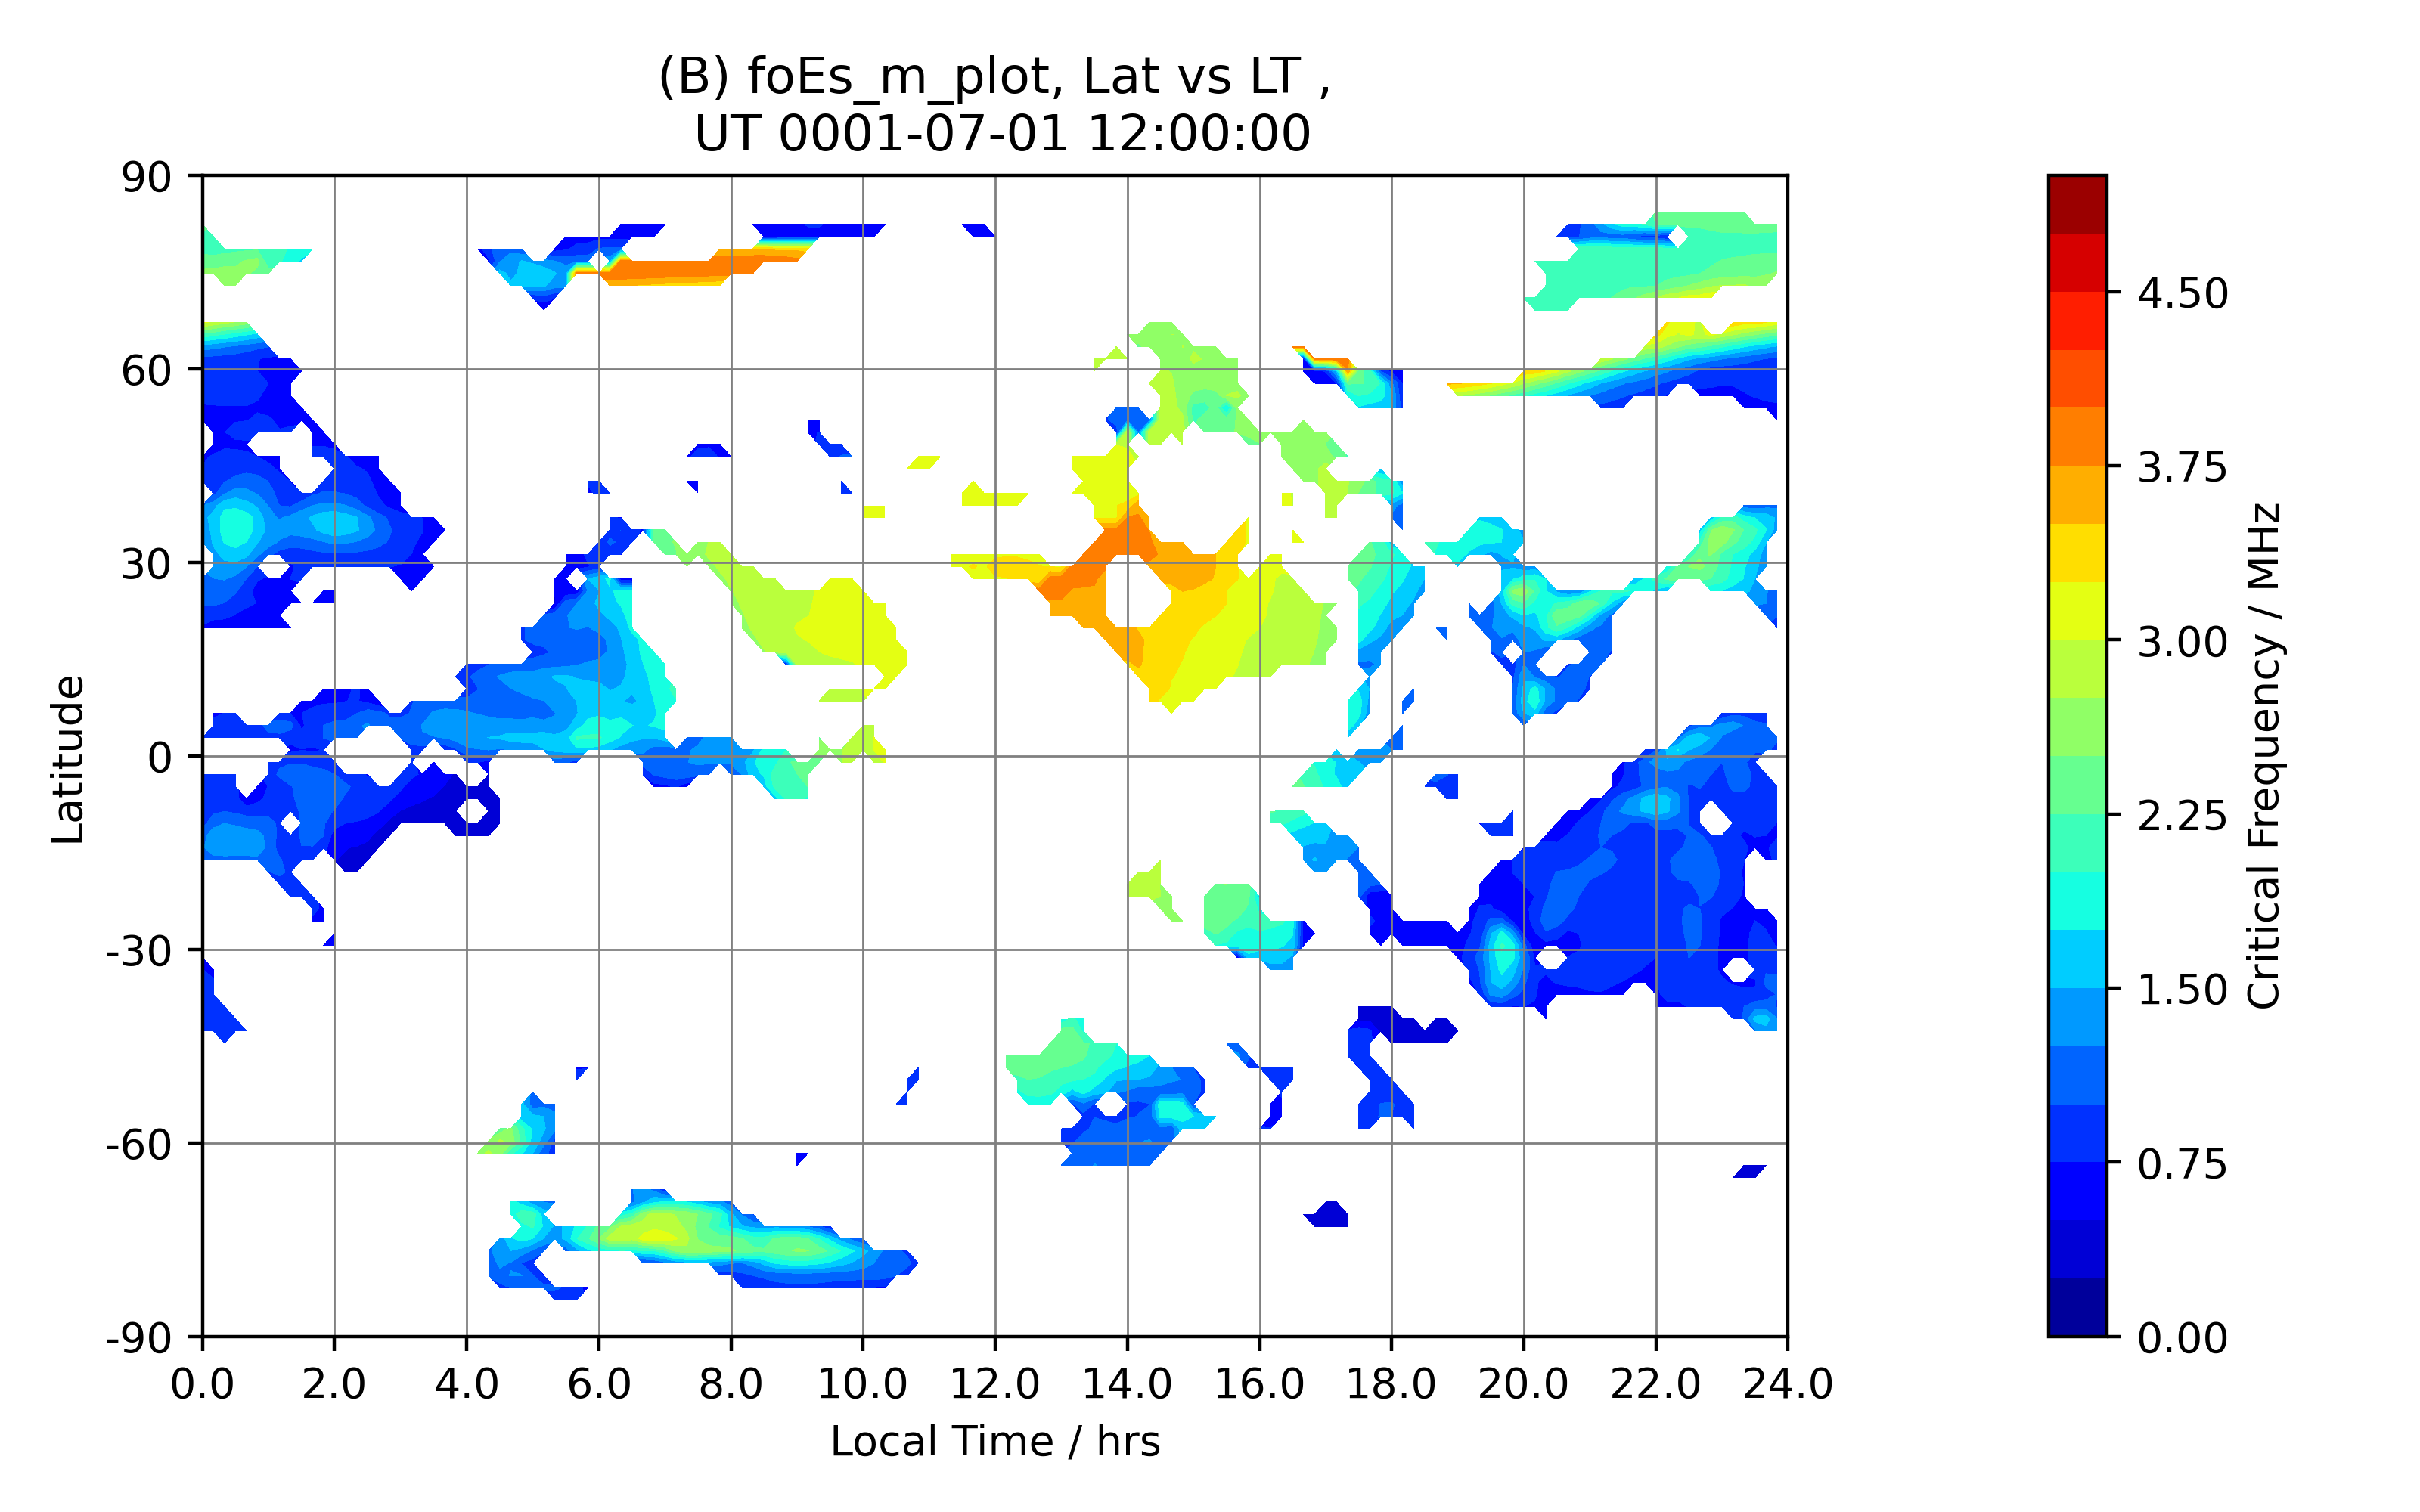 (B) foEs_m_plot, Lat vs LT ,
UT 0001-07-01 12:00:00
90
60
30
0
-30
-60
-90
Latitude
0.0 2.0 4.0 6.0 8.0 10.0 12.0 14.0 16.0 18.0 20.0 22.0 24.0
Local Time / hrs
4.50
3.75
3.00
2.25
1.50
0.75
0.00
Critical Frequency / MHz